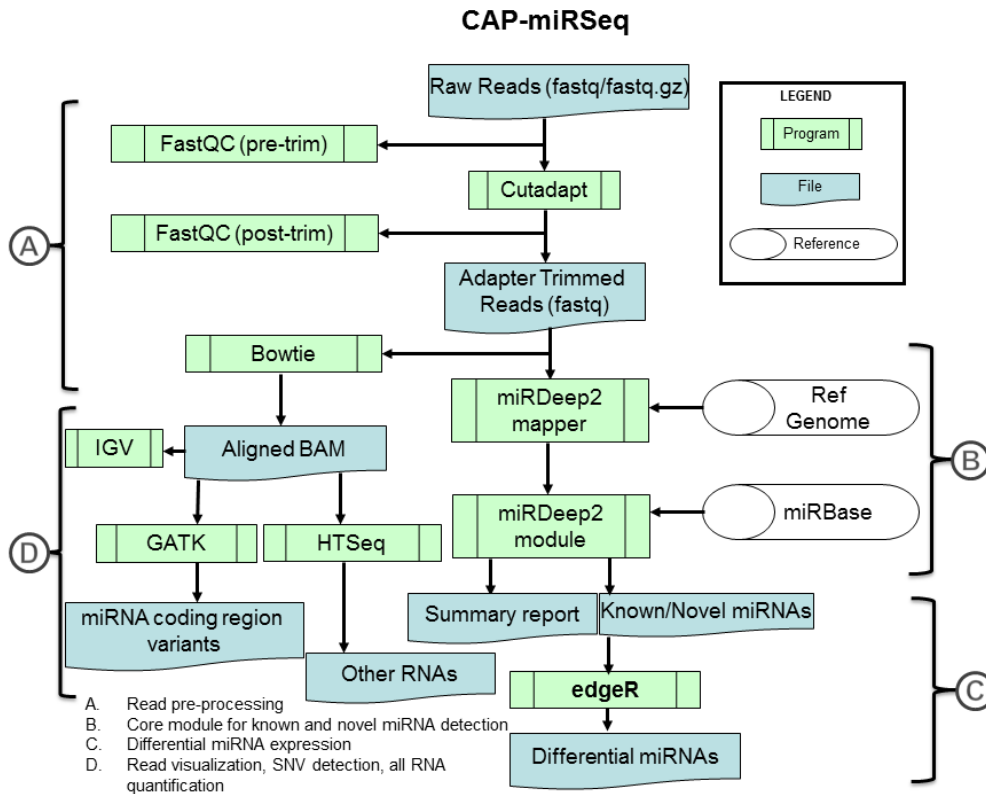 CAP-miRSeq
Raw Reads (fastq/fastq.gz)
LEGEND
Program
File
Reference
FastQC (pre-trim)
Cutadapt
FastQC (post-trim)
A
Adapter Trimmed
Reads (fastq)
Bowtie
miRDeep2
mapper
Ref
Genome
IGV
Aligned BAM
B
miRDeep2
module
miRBase
D
GATK
HTSeq
miRNA coding region
variants
Summary report
Known/Novel miRNAs
Other RNAs
edgeR
C
Differential miRNAs
A. Read pre-processing
B. Core module for known and novel miRNA detection
C. Differential miRNA expression
D. Read visualization, SNV detection, all RNA
quantification